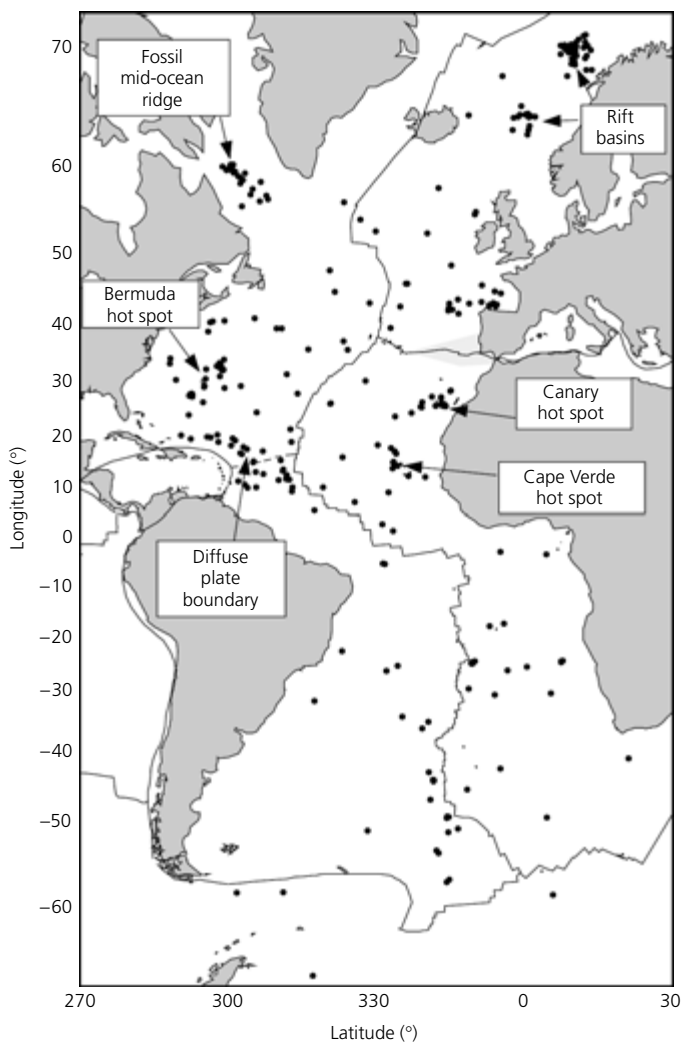 70
60
50
40
30
20
10
0
−10
−20
−30
−40
−50
−60
Longitude (°)
Fossil
mid-ocean
ridge
Rift
basins
Bermuda
hot spot
Canary
hot spot
Cape Verde
hot spot
Diffuse
plate
boundary
270
300
330
0
30
Latitude (°)